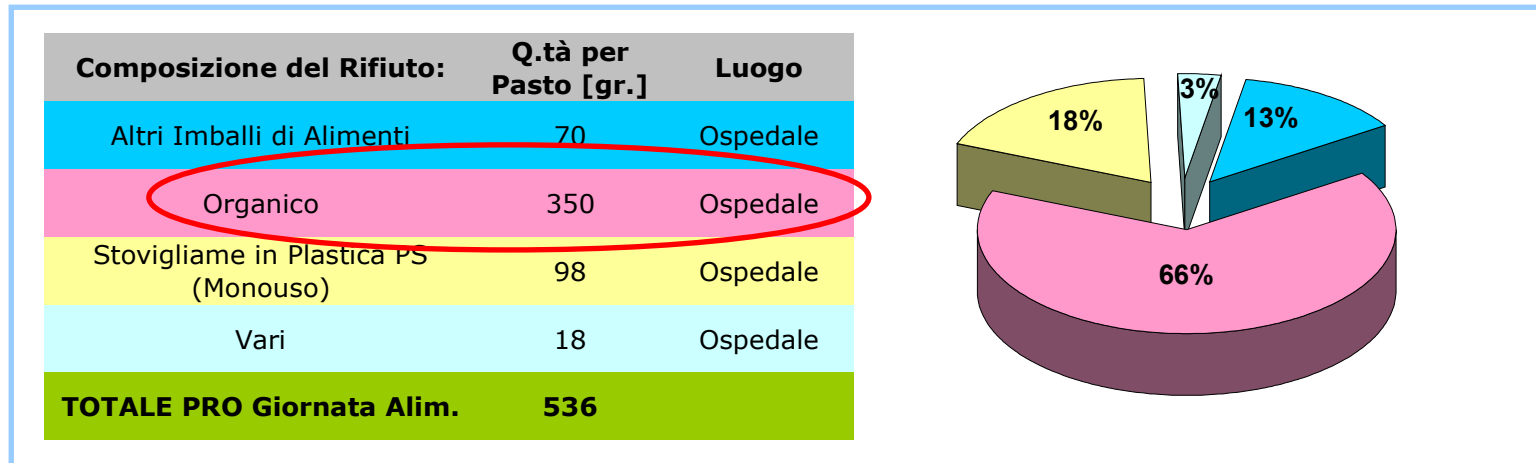 Composizione del Rifiuto:
Q.tà per
Pasto [gr.]
Luogo
Altri Imballi di Alimenti 70 Ospedale
Organico 350 Ospedale
Stovigliame in Plastica PS
(Monouso)
98 Ospedale
Vari 18 Ospedale
TOTALE PRO Giornata Alim. 536
18%
3%
13%
66%